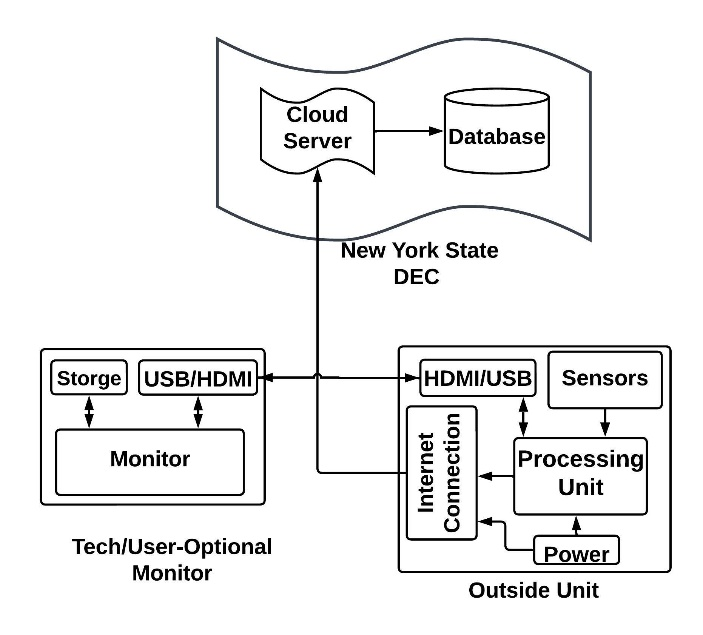 Cloud
Server
Database
New York State
DEC
Storge
USB/HDMI
Monitor
Tech/User-Optional
Monitor
HDMI/USB
Sensors
Internet
Connection
Processing
Unit
Power
Outside Unit